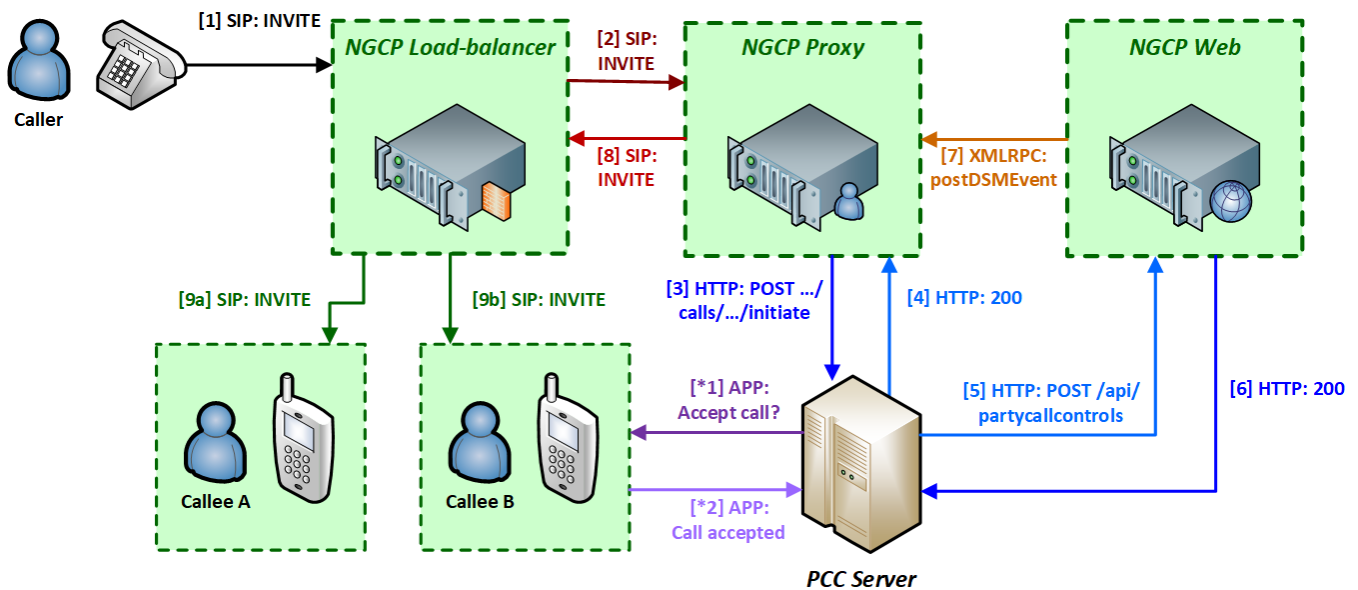 [1] SIP: INVITE
Caller
NGCP Load-balancer
[2] SIP:
INVITE
[8] SIP:
INVITE
NGCP Proxy
[7] XMLRPC:
postDSMEvent
NGCP Web
[9a] SIP: INVITE
[9b] SIP: INVITE
[3] HTTP: POST .../
calls/.../initiate
[4] HTTP: 200
[5] HTTP: POST /api/
partycallcontrols
[6] HTTP: 200
Callee A
Callee B
[*1] APP:
Accept call?
[*2] APP:
Call accepted
PCC Server